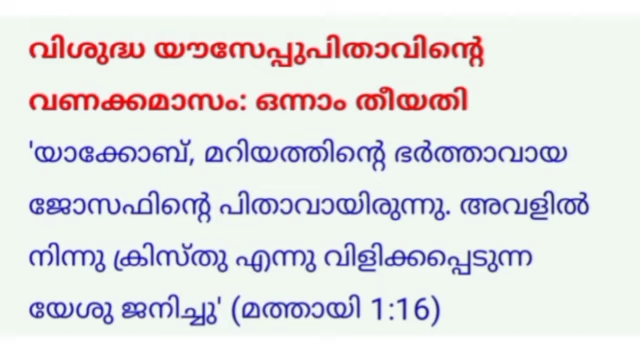 വിശുദ്ധ യൗസേപ്പുപിതാവിന്റെ
വണക്കമാസം: ഒന്നാം തീയതി
'യാക്കോബ്, മറിയത്തിന്റെ ഭർത്താവായ
ജോസഫിന്റെ പിതാവായിരുന്നു. അവളിൽ
നിന്നു ക്രിസ്തു എന്നു വിളിക്കപ്പെടുന്ന
യേശു ജനിച്ചു' (മത്തായി 1:16)